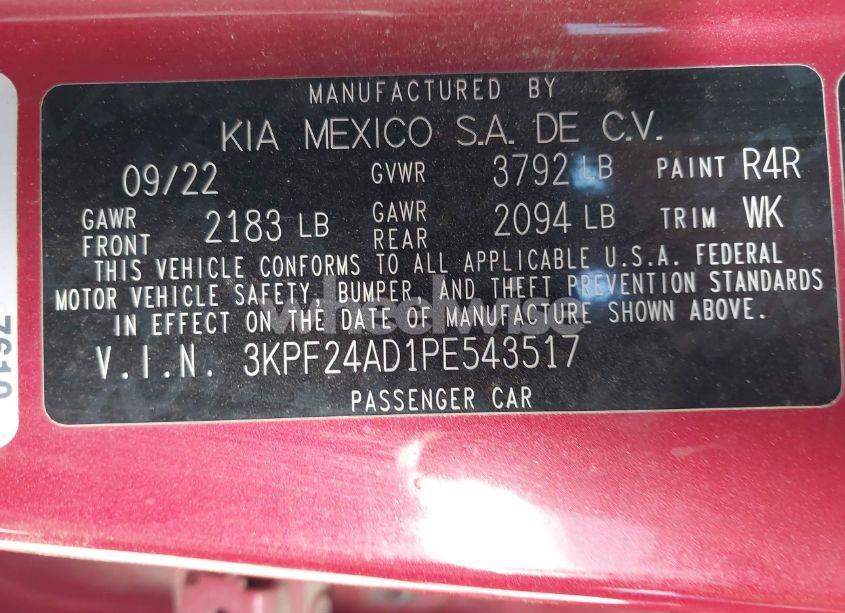 MANUFACTURED BY
KIA MEXICO S.A. DE C.V.
09/22 GVWR 3792 LB PAINT R4R
GAWR FRONT 2183 LB GAWR REAR 2094 LB TRIM WK
THIS VEHICLE CONFORMS TO ALL APPLICABLE U.S.A. FEDERAL
MOTOR VEHICLE SAFETY, BUMPER, AND THEFT PREVENTION STANDARDS
IN EFFECT ON THE DATE OF MANUFACTURE SHOWN ABOVE.
V.I.N. 3KPF24AD1PE543517
PASSENGER CAR
wheelwise